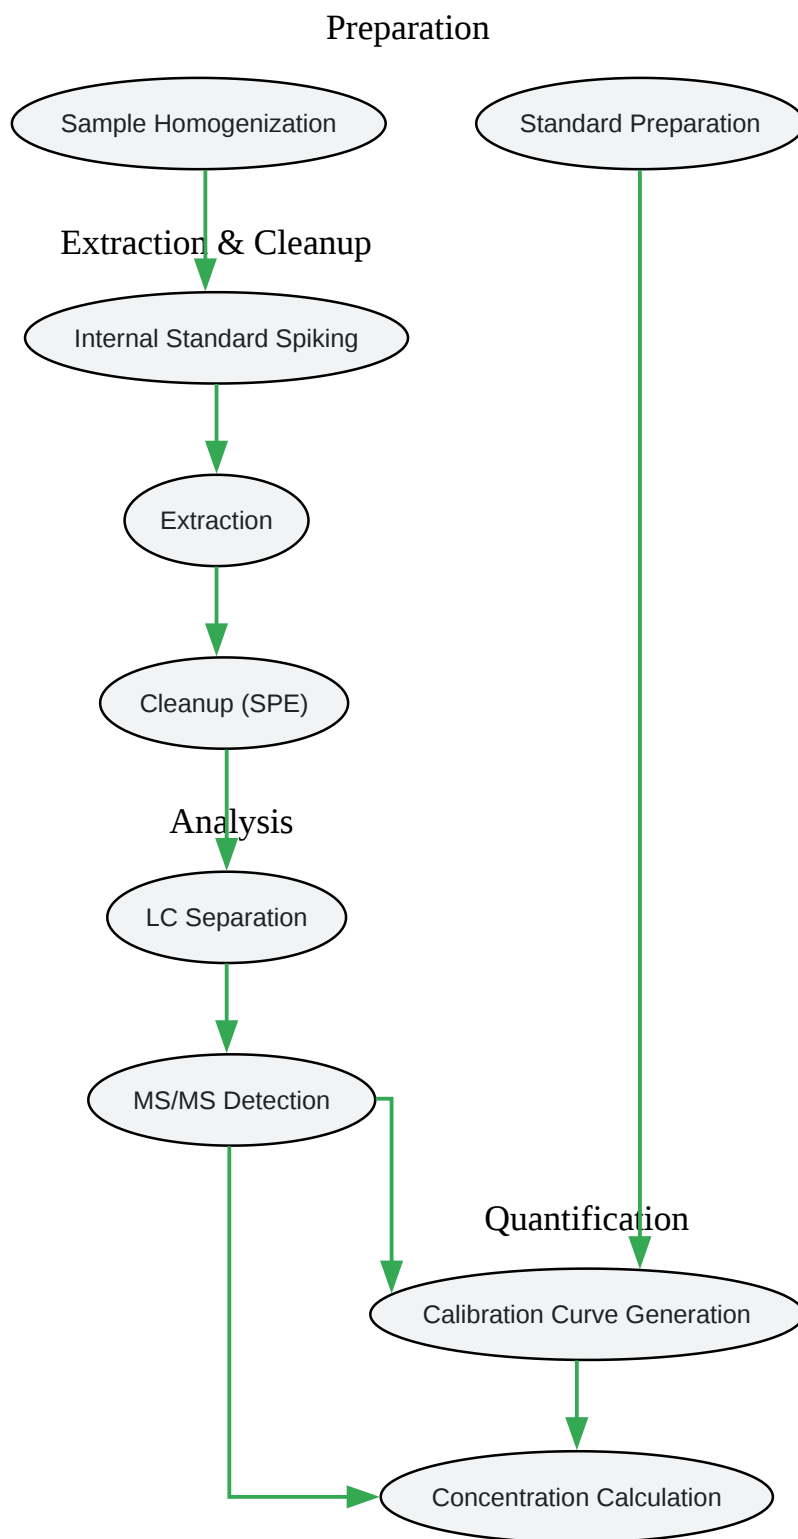 Preparation
Sample Homogenization
Standard Preparation
Extraction & Cleanup
Internal Standard Spiking
Extraction
Cleanup (SPE)
Analysis
LC Separation
MS/MS Detection
Quantification
Calibration Curve Generation
Concentration Calculation